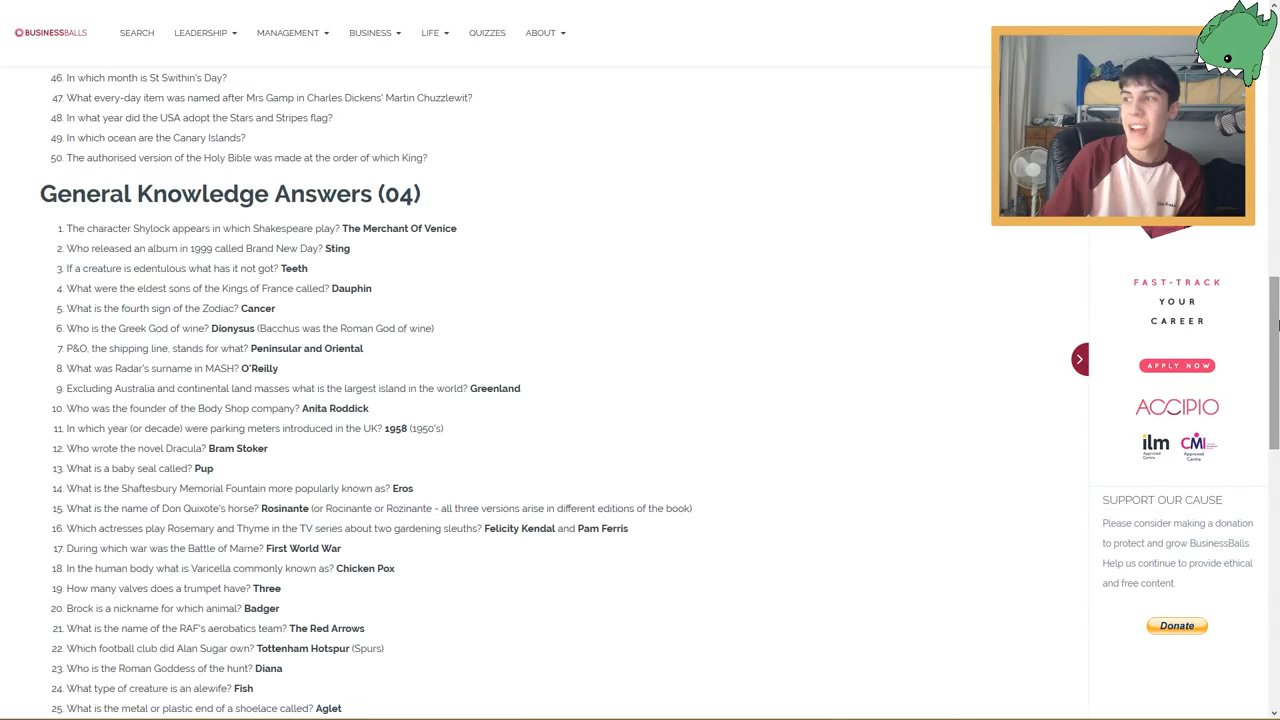 BUSINESSBALLS SEARCH LEADERSHIP MANAGEMENT BUSINESS LIFE QUIZZES ABOUT
46. In which month is St Swithin's Day?
47. What every-day item was named after Mrs Gamp in Charles Dickens' Martin Chuzzlewit?
48. In what year did the USA adopt the Stars and Stripes flag?
49. In which ocean are the Canary Islands?
50. The authorised version of the Holy Bible was made at the order of which King?
General Knowledge Answers (04)
1. The character Shylock appears in which Shakespeare play? The Merchant Of Venice
2. Who released an album in 1999 called Brand New Day? Sting
3. If a creature is edentulous what has it not got? Teeth
4. What were the eldest sons of the Kings of France called? Dauphin
5. What is the fourth sign of the Zodiac? Cancer
6. Who is the Greek God of wine? Dionysus (Bacchus was the Roman God of wine)
7. P&O, the shipping line, stands for what? Peninsular and Oriental
8. What was Radar's surname in MASH? O'Reilly
9. Excluding Australia and continental land masses what is the largest island in the world? Greenland
10. Who was the founder of the Body Shop company? Anita Roddick
11. In which year (or decade) were parking meters introduced in the UK? 1958 (1950's)
12. Who wrote the novel Dracula? Bram Stoker
13. What is a baby seal called? Pup
14. What is the Shaftesbury Memorial Fountain more popularly known as? Eros
15. What is the name of Don Quixote's horse? Rosinante (or Rocinante or Rozinante - all three versions arise in different editions of the book)
16. Which actresses play Rosemary and Thyme in the TV series about two gardening sleuths? Felicity Kendal and Pam Ferris
17. During which war was the Battle of Marne? First World War
18. In the human body what is Varicella commonly known as? Chicken Pox
19. How many valves does a trumpet have? Three
20. Brock is a nickname for which animal? Badger
21. What is the name of the RAF's aerobatics team? The Red Arrows
22. Which football club did Alan Sugar own? Tottenham Hotspur (Spurs)
23. Who is the Roman Goddess of the hunt? Diana
24. What type of creature is an alewife? Fish
25. What is the metal or plastic end of a shoelace called? Aglet
FAST-TRACK
YOUR
CAREER
APPLY NOW
ACCIPIO
ilm CMI
Approved Centre Approved Centre
SUPPORT OUR CAUSE
Please consider making a donation
to protect and grow BusinessBalls.
Help us continue to provide ethical
and free content.
Donate